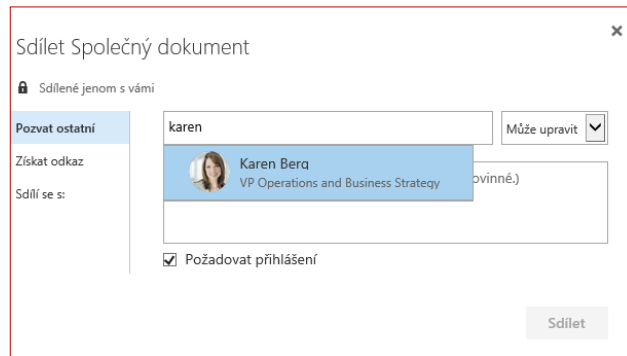 Sdílet Společný dokument
Sdílené jenom s vámi
Pozvat ostatní
karen
Může upravit
Karen Berg
VP Operations and Business Strategy
Získat odkaz
ovinné.)
Sdílí se s:
Požadovat přihlášení
Sdílet